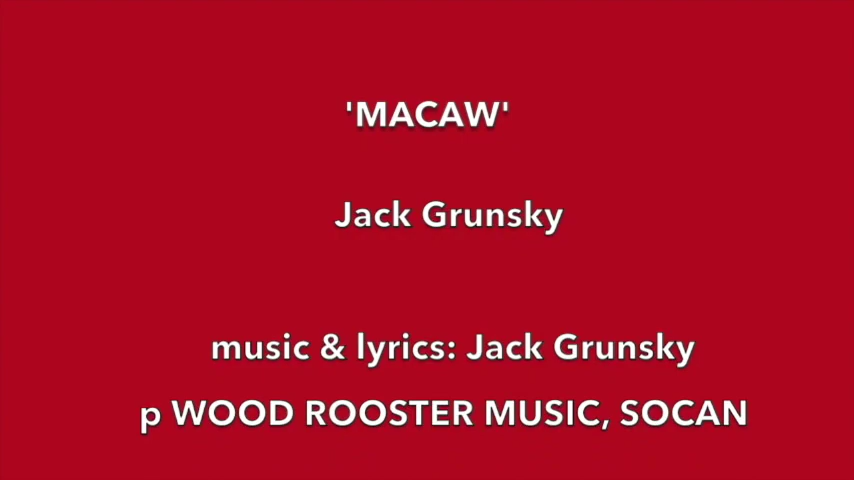 'MACAW'
Jack Grunsky
music & lyrics: Jack Grunsky
p WOOD ROOSTER MUSIC, SOCAN